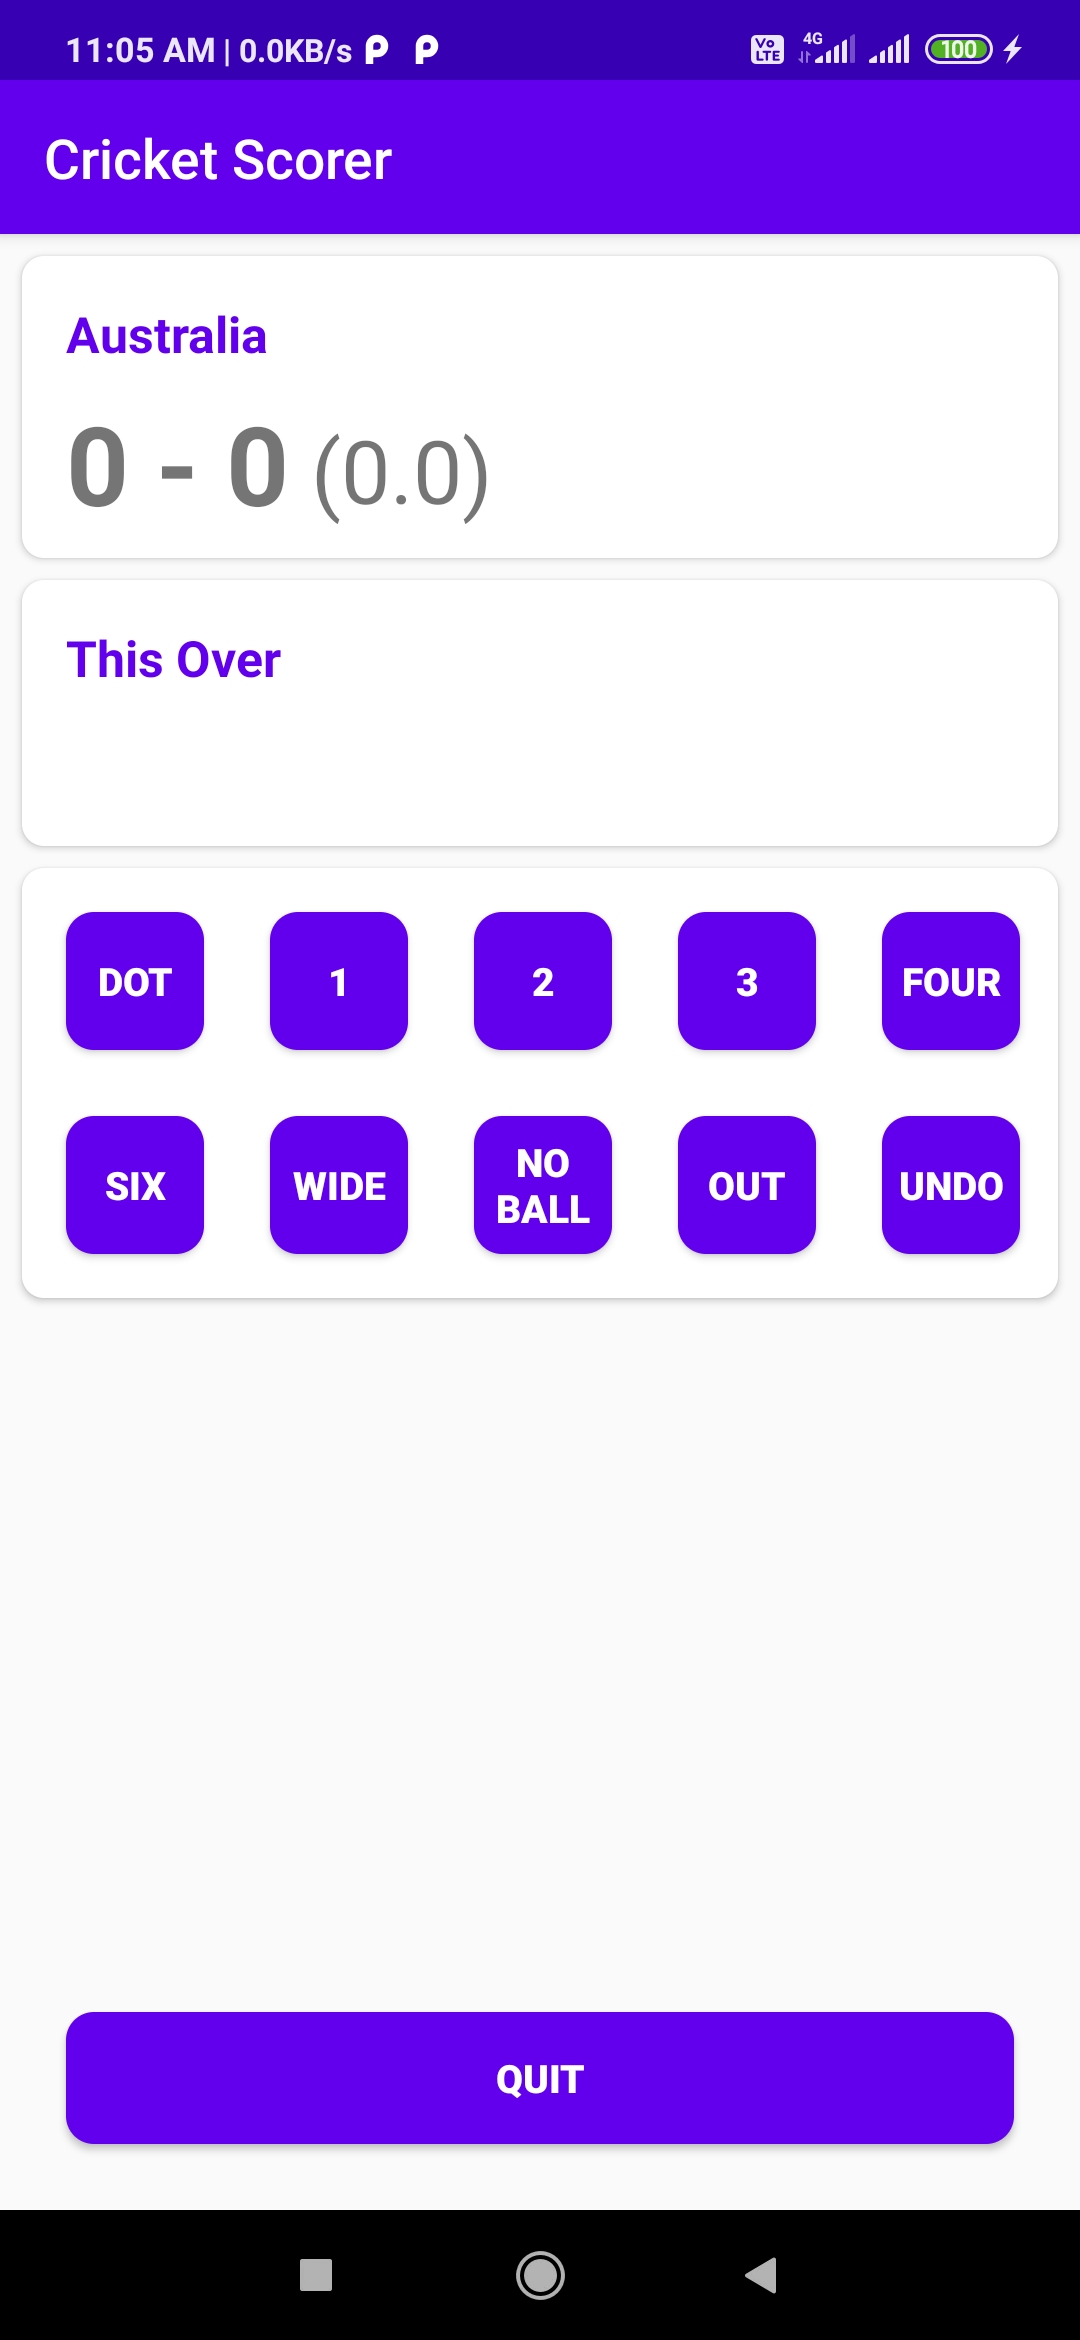 11:05 AM | 0.0KB/s
Vo LTE 4G 100
Cricket Scorer
Australia
0 - 0 (0.0)
This Over
DOT 1 2 3 FOUR
SIX WIDE NO BALL OUT UNDO
QUIT